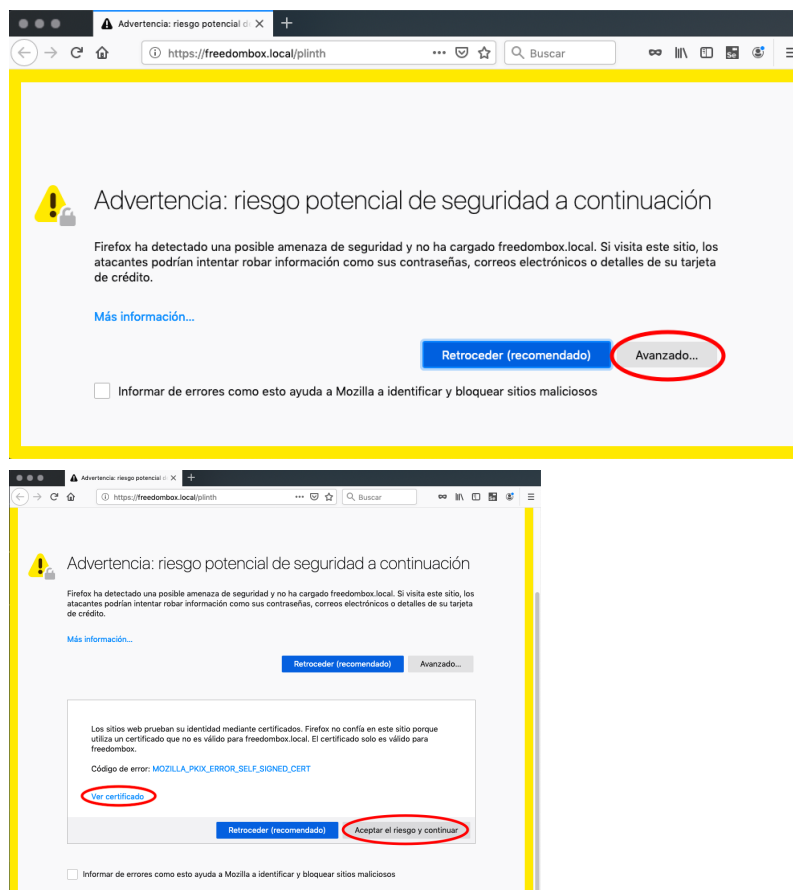 Advertencia: riesgo potencial d
https://freedombox.local/plinth
Buscar
Se
Advertencia: riesgo potencial de seguridad a continuación
Firefox ha detectado una posible amenaza de seguridad y no ha cargado freedombox.local. Si visita este sitio, los
atacantes podrían intentar robar información como sus contraseñas, correos electrónicos o detalles de su tarjeta
de crédito.
Más información...
Retroceder (recomendado) Avanzado...
Informar de errores como esto ayuda a Mozilla a identificar y bloquear sitios maliciosos
Advertencia: riesgo potencial d
https://freedombox.local/plinth
Buscar
Advertencia: riesgo potencial de seguridad a continuación
Firefox ha detectado una posible amenaza de seguridad y no ha cargado freedombox.local. Si visita este sitio, los
atacantes podrían intentar robar información como sus contraseñas, correos electrónicos o detalles de su tarjeta
de crédito.
Más información...
Retroceder (recomendado) Avanzado...
Los sitios web prueban su identidad mediante certificados. Firefox no confía en este sitio porque
utiliza un certificado que no es válido para freedombox.local. El certificado solo es válido para
freedombox.
Código de error: MOZILLA_PKIX_ERROR_SELF_SIGNED_CERT
Ver certificado
Retroceder (recomendado) Aceptar el riesgo y continuar
Informar de errores como esto ayuda a Mozilla a identificar y bloquear sitios maliciosos